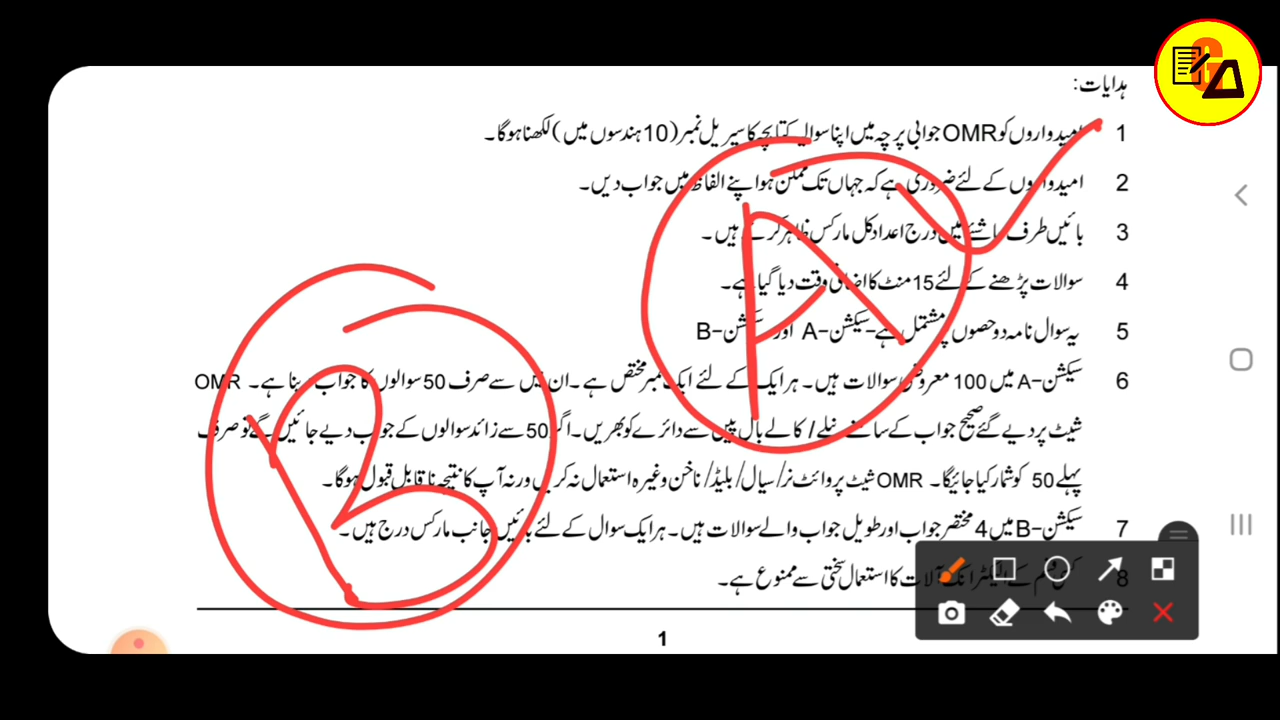 ہدایات:
1 امیدواروں کو OMR جوابی پرچہ میں اپنا سوالیہ کتابچہ کا سیریل نمبر (10 ہندسوں میں) لکھنا ہوگا۔
2 امیدواروں کے لئے ضروری ہے کہ جہاں تک ممکن ہو اپنے الفاظ میں جواب دیں۔
3 بائیں طرف حاشئے میں درج اعداد کل مارکس ظاہر کرتے ہیں۔
4 سوالات پڑھنے کے لئے 15 منٹ کا اضافی وقت دیا گیا ہے۔
5 یہ سوال نامہ دو حصوں پر مشتمل ہے۔ سیکشن-A اور سیکشن-B
6 سیکشن-A میں 100 معروضی سوالات ہیں۔ ہر ایک کے لئے ایک نمبر مختص ہے۔ ان میں سے صرف 50 سوالوں کا جواب دینا ہے۔ OMR
شیٹ پر دیے گئے صحیح جواب کے سامنے نیلے / کالے بال پین سے دائرے کو بھریں۔ اگر 50 سے زائد سوالوں کے جواب دیے جائیں گے تو صرف
پہلے 50 کو شمار کیا جائیگا۔ OMR شیٹ پر وائٹنر/سیال/بلیڈ/ناخن وغیرہ استعمال نہ کریں ورنہ آپ کا نتیجہ ناقابل قبول ہوگا۔
7 سیکشن-B میں 4 مختصر جواب اور طویل جواب والے سوالات ہیں۔ ہر ایک سوال کے لئے بائیں جانب مارکس درج ہیں۔
8 کسی قسم کے الیکٹرانک آلات کا استعمال سختی سے ممنوع ہے۔
1
A
B
G